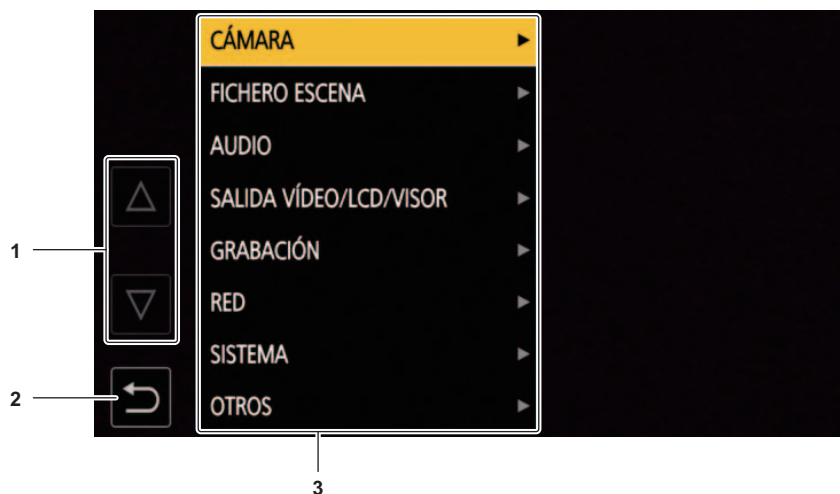 CÁMARA
FICHERO ESCENA
AUDIO
SALIDA VÍDEO/LCD/VISOR
1
GRABACIÓN
RED
SISTEMA
2
OTROS
3